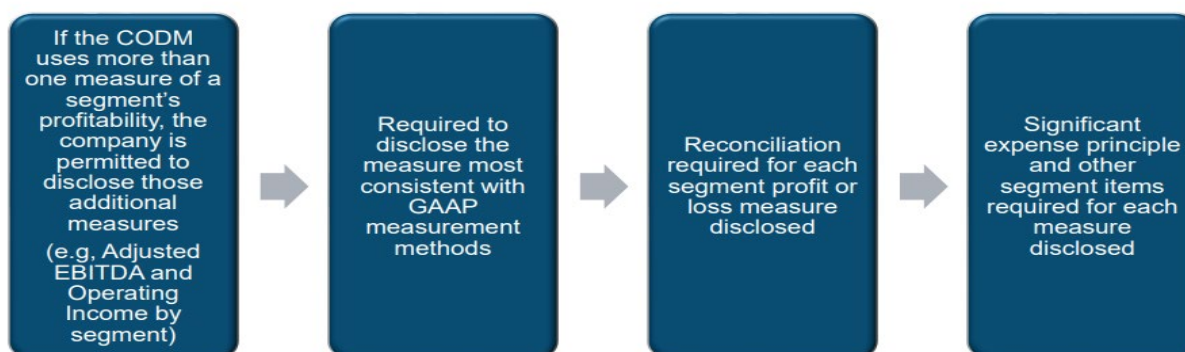 If the CODM
uses more than
one measure of a
segment's
profitability, the
company is
permitted to
disclose those
additional
measures
(e.g, Adjusted
EBITDA and
Operating
Income by
segment)
Required to
disclose the
measure most
consistent with
GAAP
measurement
methods
Reconciliation
required for each
segment profit or
loss measure
disclosed
Significant
expense principle
and other
segment items
required for each
measure
disclosed